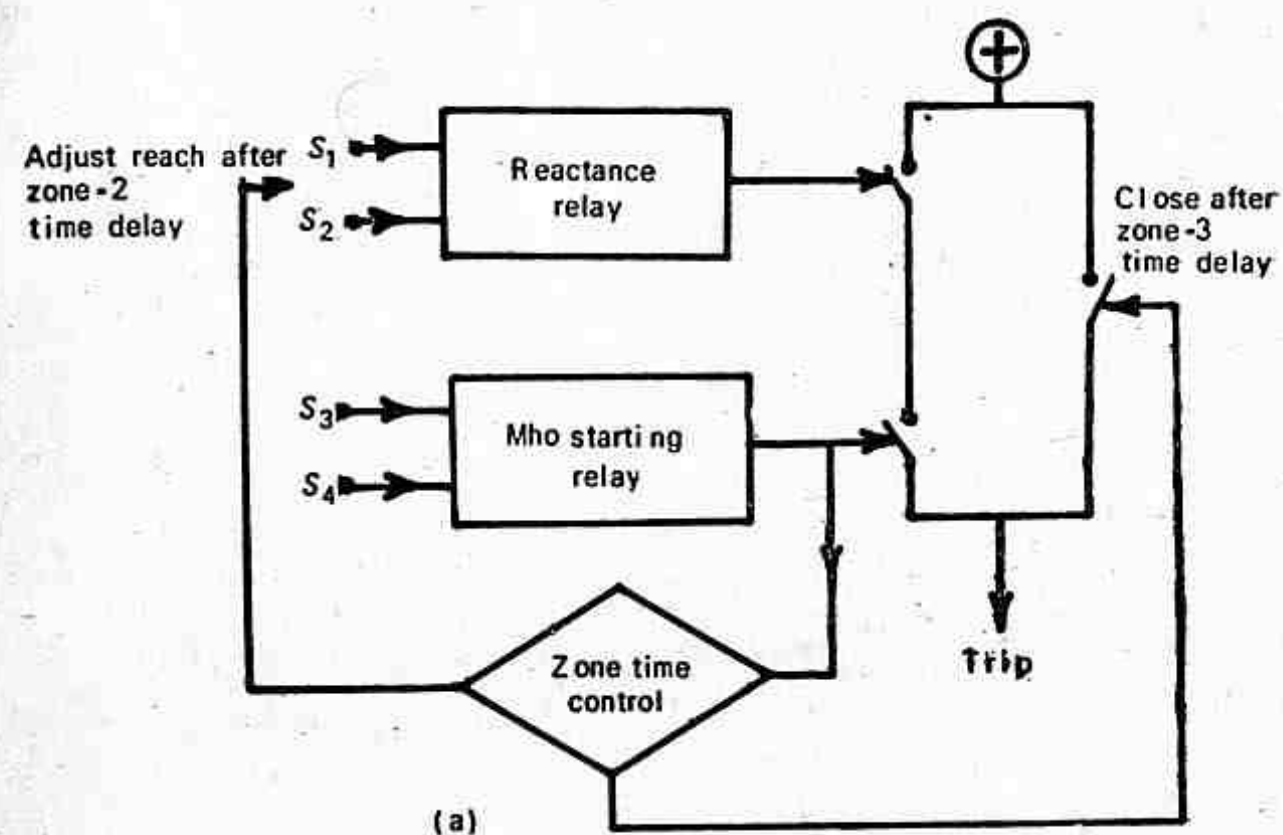 Adjust reach after
zone-2
time delay
S1
S2
Reactance
relay
Close after
zone-3
time delay
S3
S4
Mho starting
relay
Zone time
control
Trip
(a)